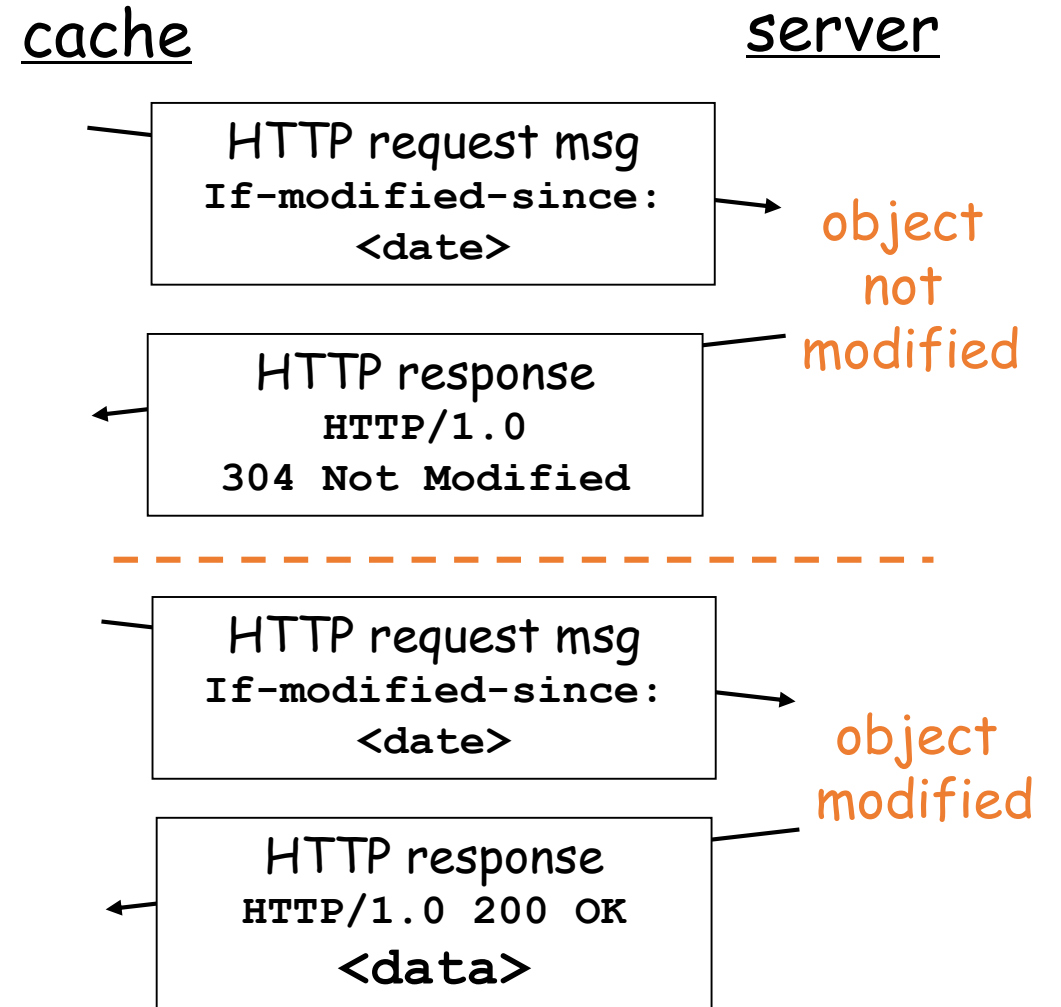 cache
server
HTTP request msg
If-modified-since:
<date>
object
not
modified
HTTP response
HTTP/1.0
304 Not Modified
HTTP request msg
If-modified-since:
<date>
object
modified
HTTP response
HTTP/1.0 200 OK
<data>